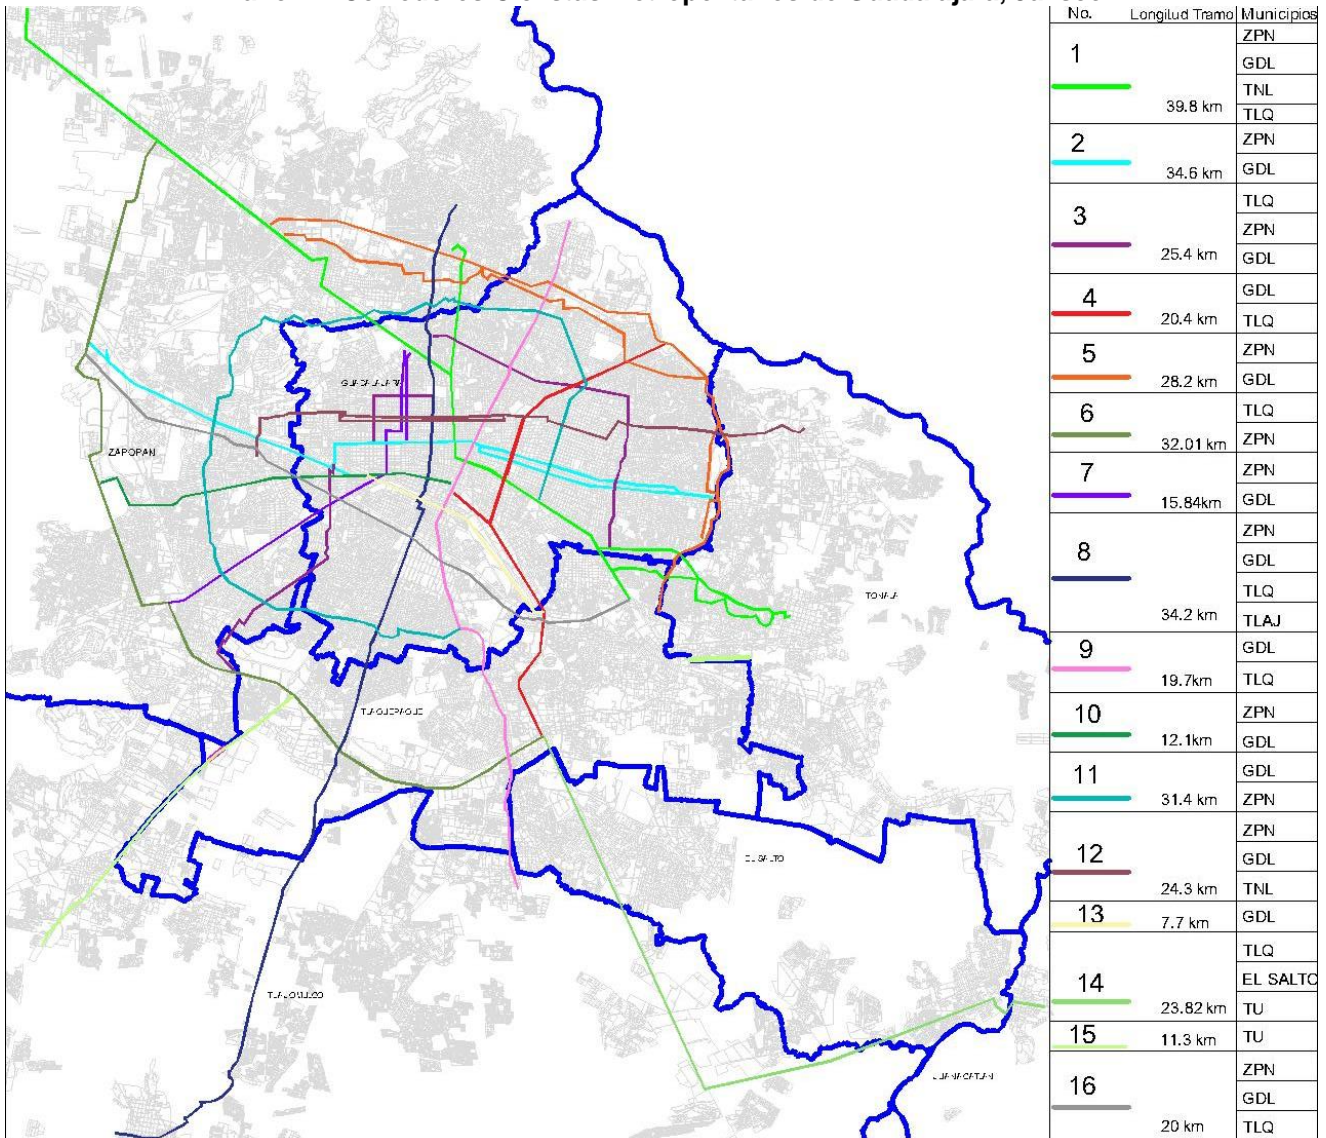 No. Longitud Tramo Municipios
1 39.8 km
ZPN
GDL
TNL
TLQ
2 34.6 km
ZPN
GDL
3 25.4 km
TLQ
ZPN
GDL
4 20.4 km
GDL
TLQ
5 28.2 km
ZPN
GDL
6 32.01 km
TLQ
ZPN
7 15.84km
ZPN
GDL
8 34.2 km
ZPN
GDL
TLQ
TLAJ
9 19.7km
GDL
TLQ
10 12.1km
ZPN
GDL
11 31.4 km
GDL
ZPN
12 24.3 km
ZPN
GDL
TNL
13 7.7 km
GDL
14 23.82 km
TLQ
EL SALTO
TU
15 11.3 km
TU
16 20 km
ZPN
GDL
TLQ
ZAPOPAN
TONALA
EL SALTO